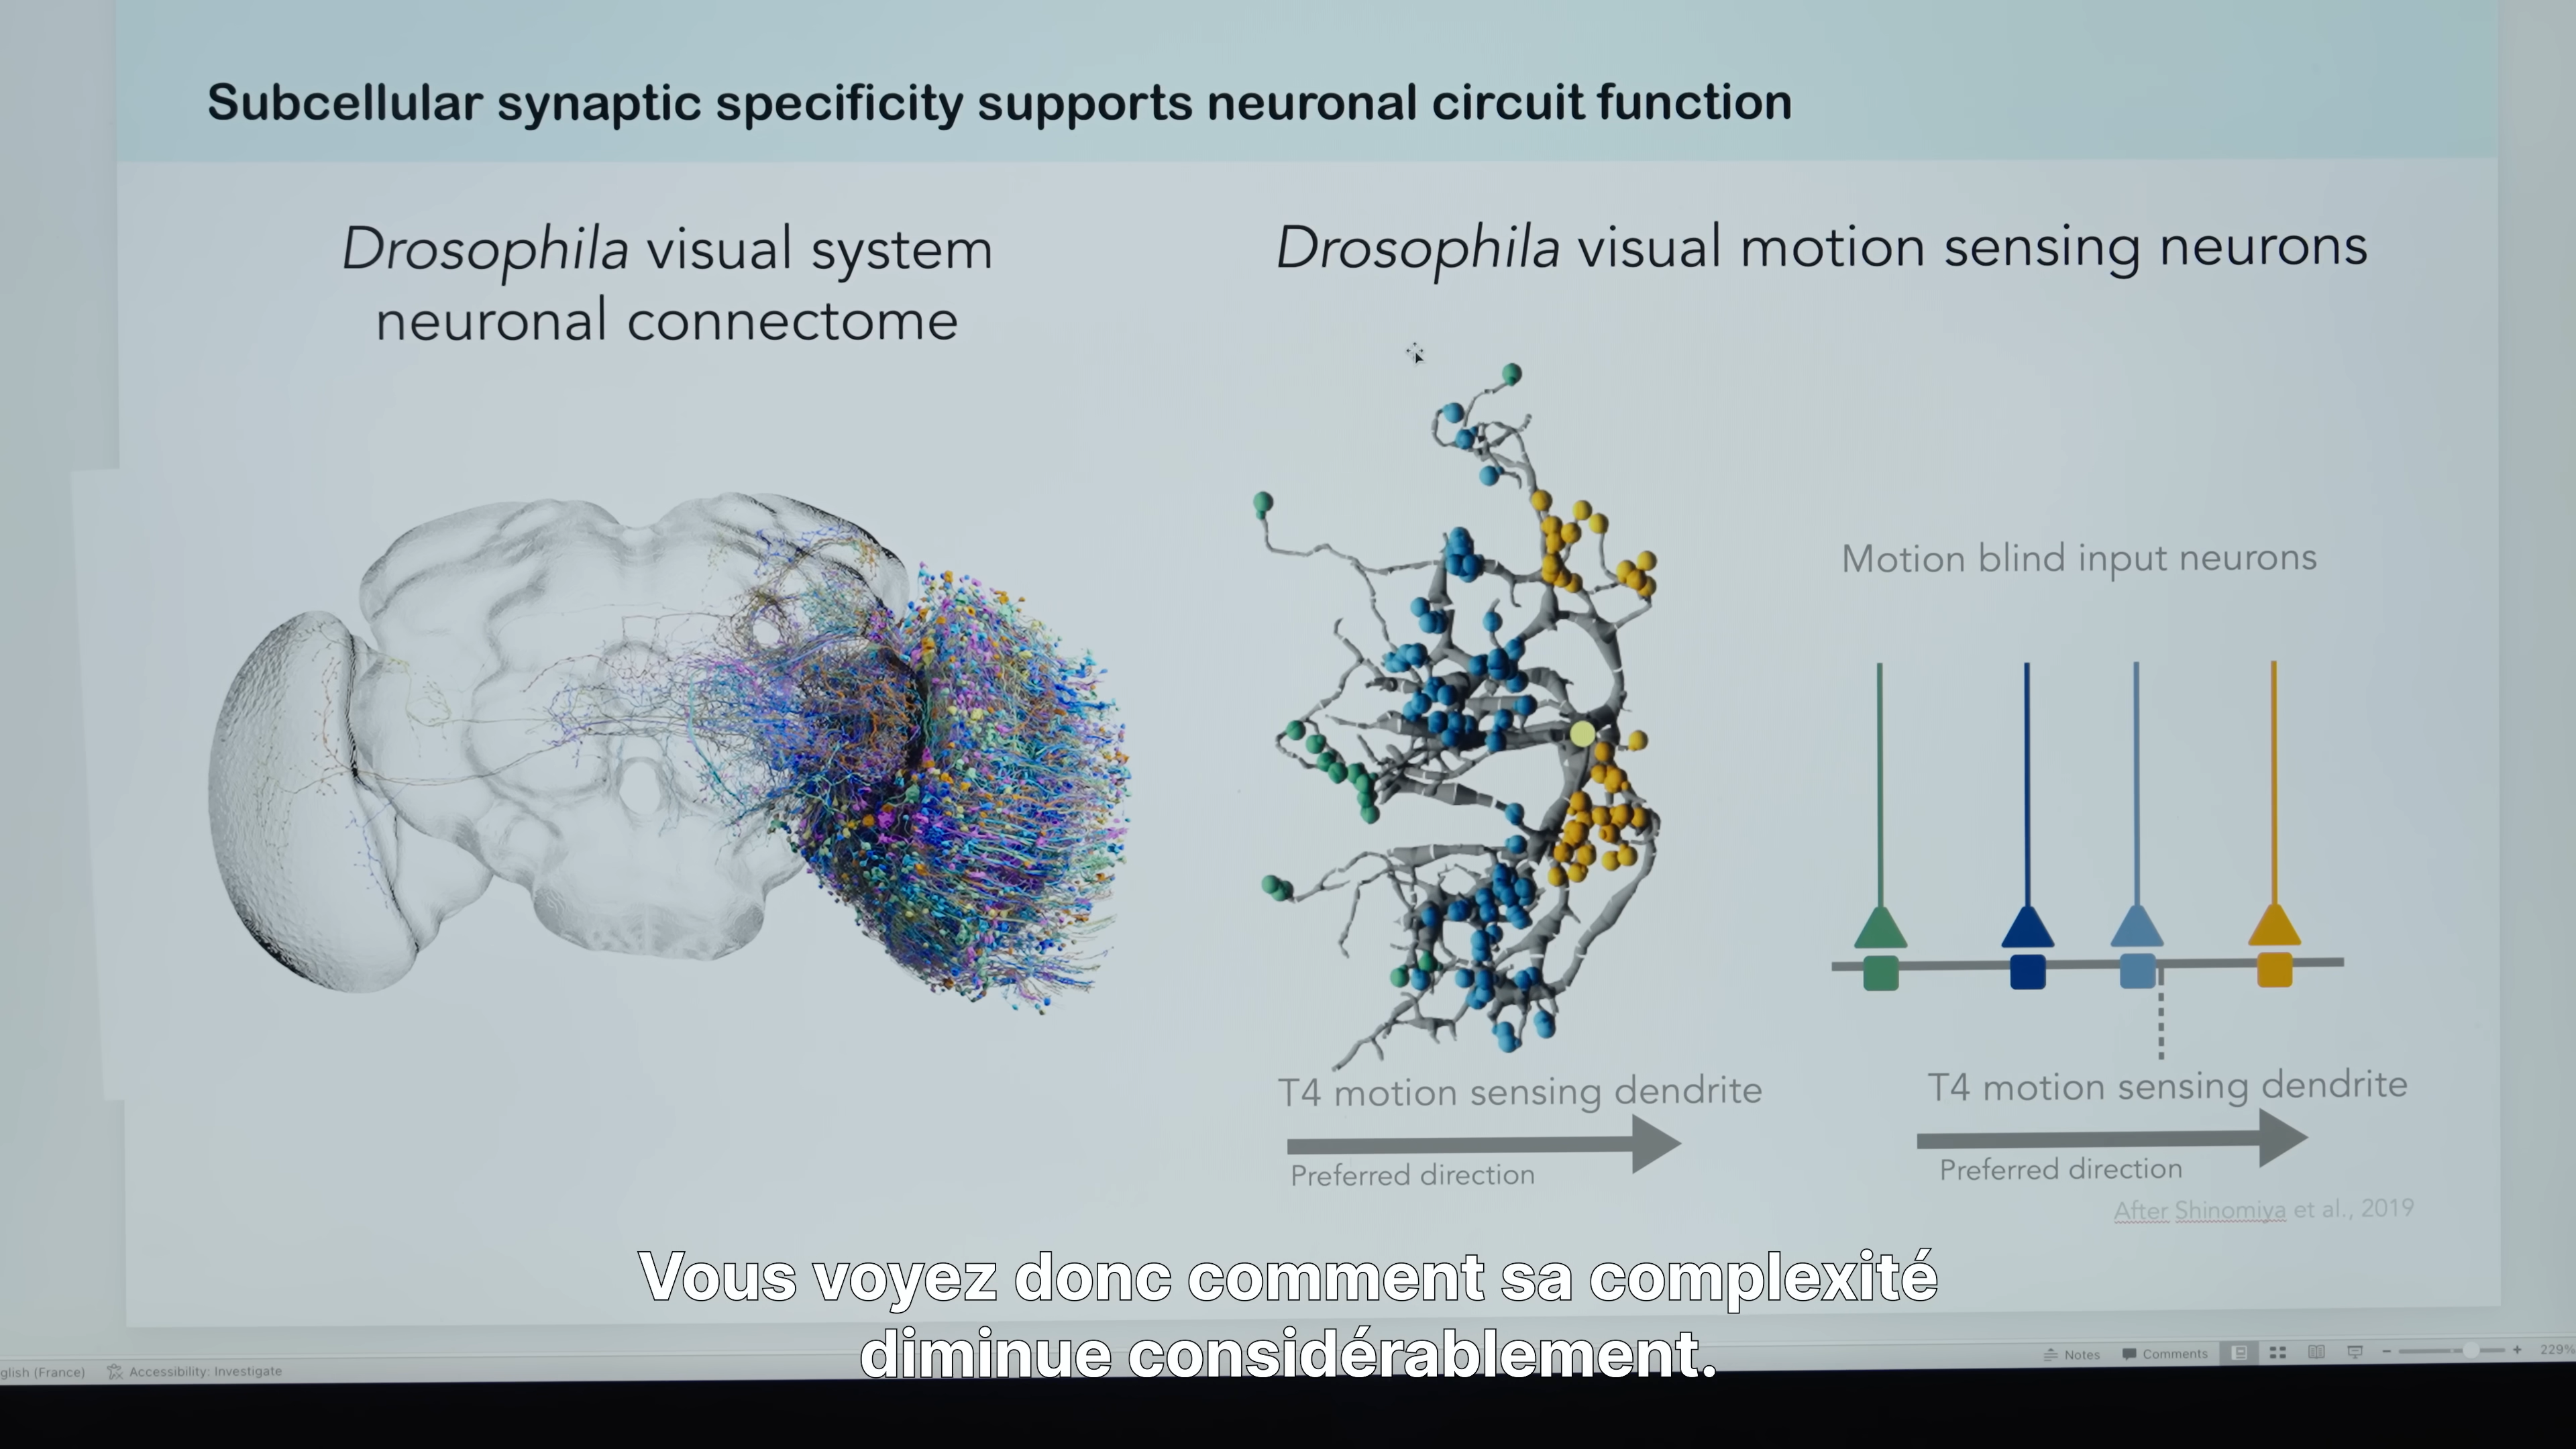 Subcellular synaptic specificity supports neuronal circuit function
Drosophila visual system
neuronal connectome
Drosophila visual motion sensing neurons
Motion blind input neurons
T4 motion sensing dendrite
Preferred direction
T4 motion sensing dendrite
Preferred direction
After Shinomiya et al., 2019
Vous voyez donc comment sa complexité
diminue considérablement.
glish (France)
Accessibility: Investigate
Notes
Comments
229%